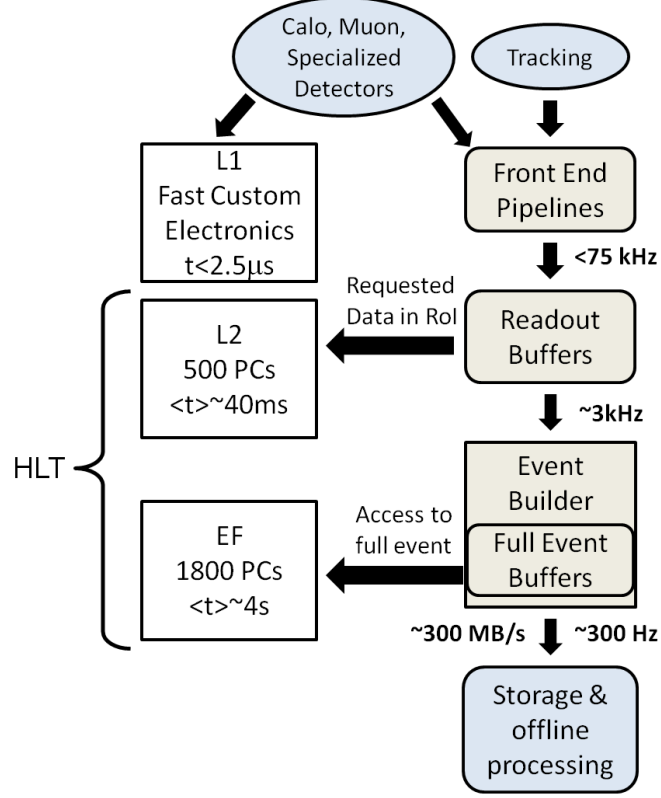 Calo, Muon,
Specialized
Detectors
Tracking
L1
Fast Custom
Electronics
t<2.5μs
Front End
Pipelines
<75 kHz
Requested
Data in RoI
Readout
Buffers
L2
500 PCs
<t>~40ms
~3kHz
HLT
Event
Builder
Full Event
Buffers
Access to
full event
EF
1800 PCs
<t>~4s
~300 MB/s
~300 Hz
Storage &
offline
processing